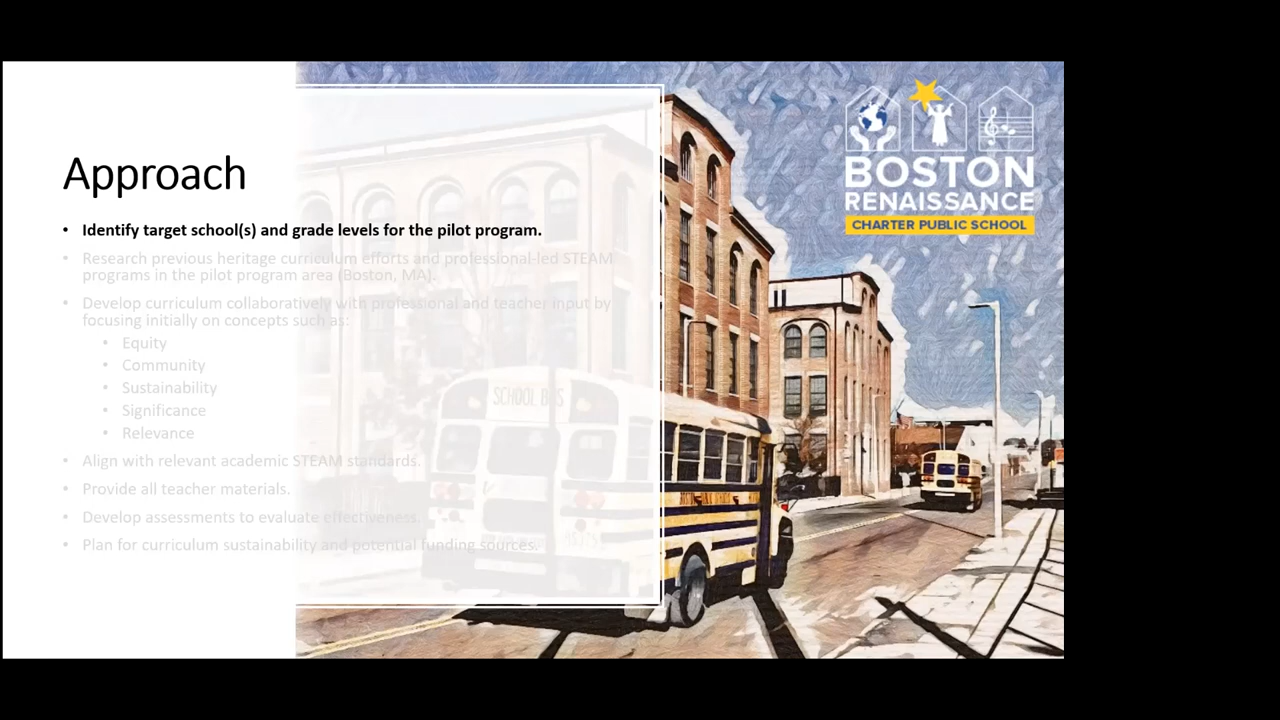 Approach
• Identify target school(s) and grade levels for the pilot program.
• Research previous heritage curriculum efforts and professional-led STEAM
programs in the pilot program area (Boston, MA).
• Develop curriculum collaboratively with professional and teacher input by
focusing initially on concepts such as:
• Equity
• Community
• Sustainability
• Significance
• Relevance
• Align with relevant academic STEAM standards.
• Provide all teacher materials.
• Develop assessments to evaluate effectiveness.
• Plan for curriculum sustainability and potential funding sources.
SCHOOL BUS
BOSTON
RENAISSANCE
CHARTER PUBLIC SCHOOL